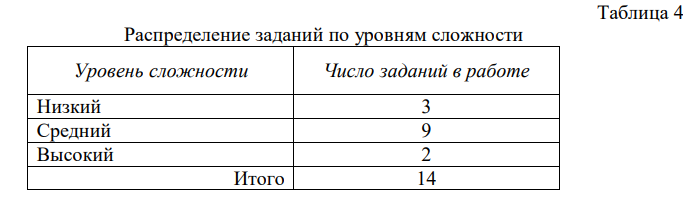 Таблица 4
Распределение заданий по уровням сложности
Уровень сложности Число заданий в работе
Низкий 3
Средний 9
Высокий 2
Итого 14